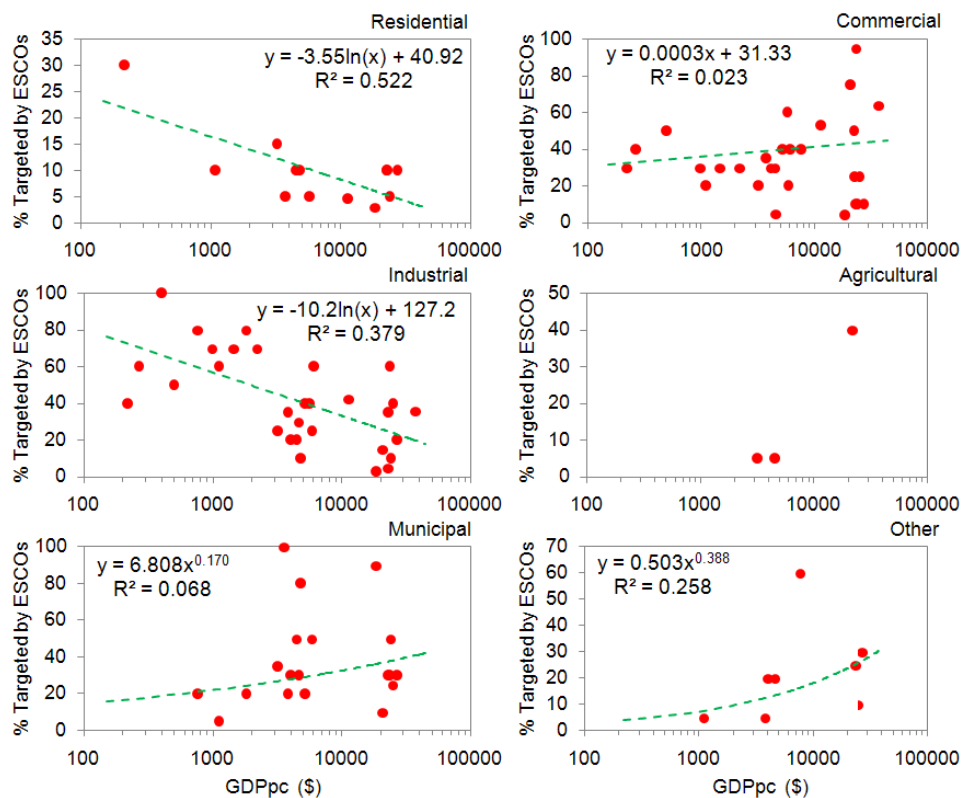 Residential
% Targeted by ESCOs
35
30
25
20
15
10
5
0
y = -3.55ln(x) + 40.92
R² = 0.522
100 1000 10000 100000
Commercial
% Targeted by ESCOs
100
80
60
40
20
0
y = 0.0003x + 31.33
R² = 0.023
100 1000 10000 100000
Industrial
% Targeted by ESCOs
100
80
60
40
20
0
y = -10.2ln(x) + 127.2
R² = 0.379
100 1000 10000 100000
Agricultural
% Targeted by ESCOs
50
40
30
20
10
0
100 1000 10000 100000
Municipal
% Targeted by ESCOs
100
80
60
40
20
0
y = 6.808x^0.170
R² = 0.068
100 1000 10000 100000
GDPpc ($)
Other
% Targeted by ESCOs
70
60
50
40
30
20
10
0
y = 0.503x^0.388
R² = 0.258
100 1000 10000 100000
GDPpc ($)